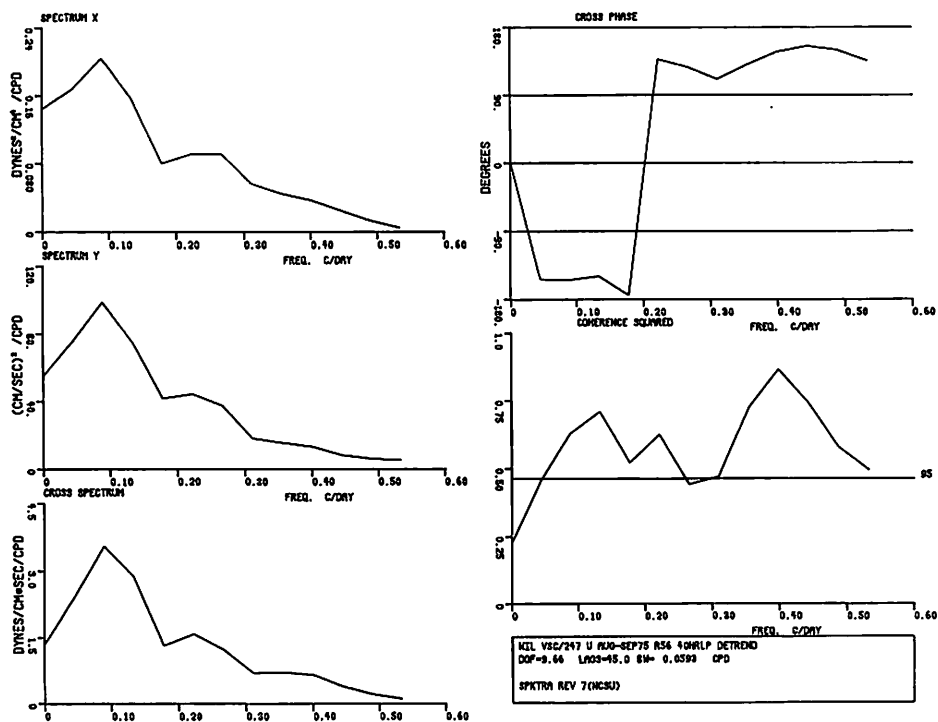 SPECTRUM X
0.24
0.16
0.080
0
DYNES²/CM⁴/CPD
0 0.10 0.20 0.30 0.40 0.50 0.60
FREQ. C/DAY
SPECTRUM Y
120.
80.
40.
0
(CM/SEC)²/CPD
0 0.10 0.20 0.30 0.40 0.50 0.60
FREQ. C/DAY
CROSS SPECTRUM
4.5
3.0
1.5
0
DYNES/CM*SEC/CPD
0 0.10 0.20 0.30 0.40 0.50 0.60
FREQ. C/DAY
CROSS PHASE
180.
90.
0
-90.
-180.
DEGREES
0 0.10 0.20 0.30 0.40 0.50 0.60
FREQ. C/DAY
COHERENCE SQUARED
1.0
0.75
0.50
0.25
0
95
0 0.10 0.20 0.30 0.40 0.50 0.60
FREQ. C/DAY
WIL VSC/247 U AUG-SEP75 R56 40HRLP DETREND
DOF=9.66 LAGS=45.0 BW= 0.0593 CPD
SPKTRA REV 7(NCSU)